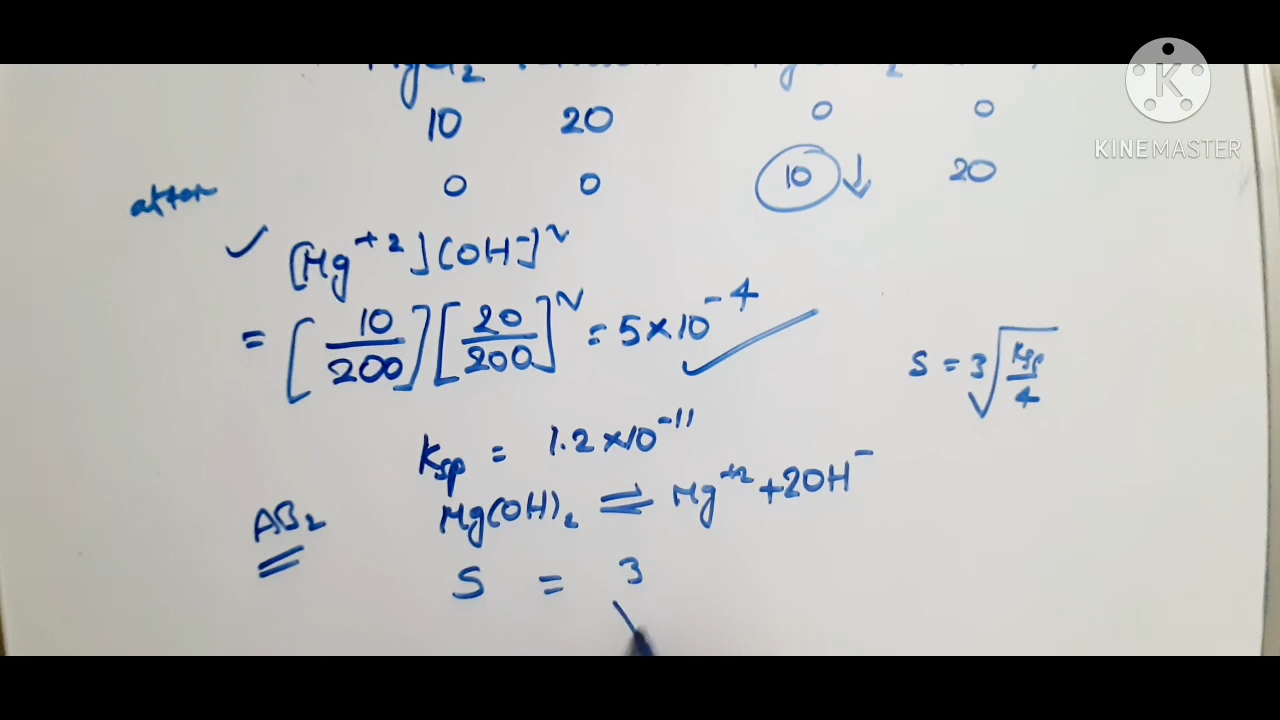 10 20 0 0
after 0 0 10 ↓ 20
✓ [Mg+2][OH-]2
= [10/200][20/200]2 = 5×10-4
S = 3√Ksp/4
Ksp = 1.2×10-11
Mg(OH)2 ⇌ Mg+2 + 2OH-
AB2
S = 3
K
KINEMASTER